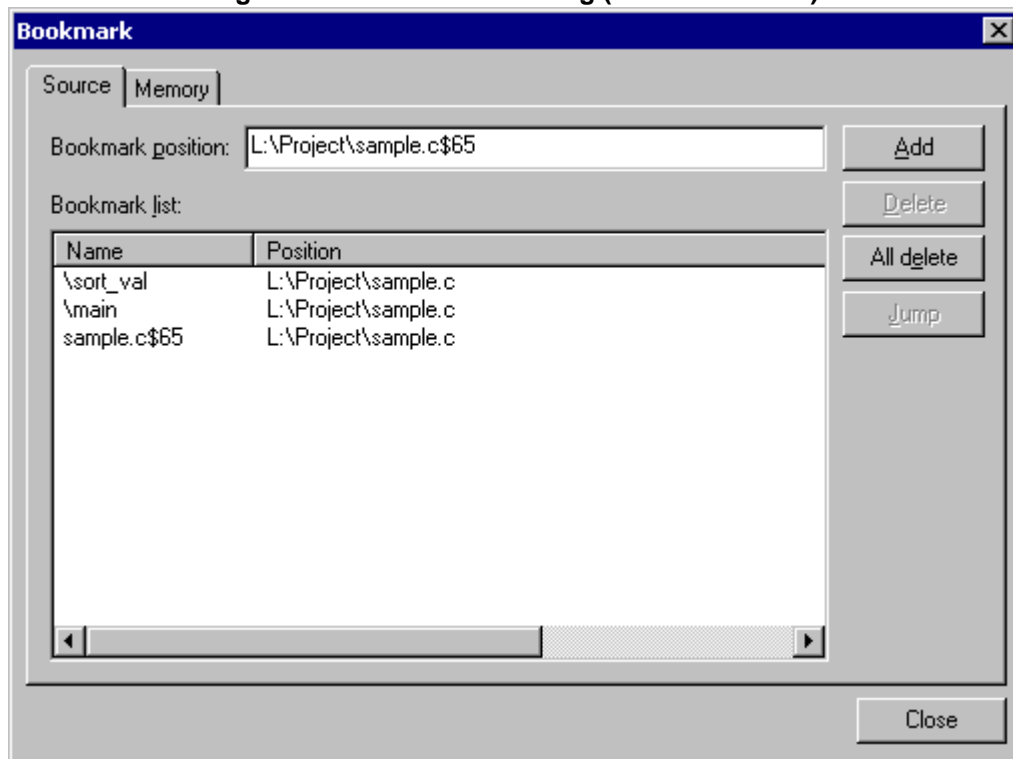 Bookmark
Source Memory
Bookmark position: L:\Project\sample.c$65 Add
Bookmark list: Delete
Name Position All delete
\sort_val L:\Project\sample.c
\main L:\Project\sample.c Jump
sample.c$65 L:\Project\sample.c
Close